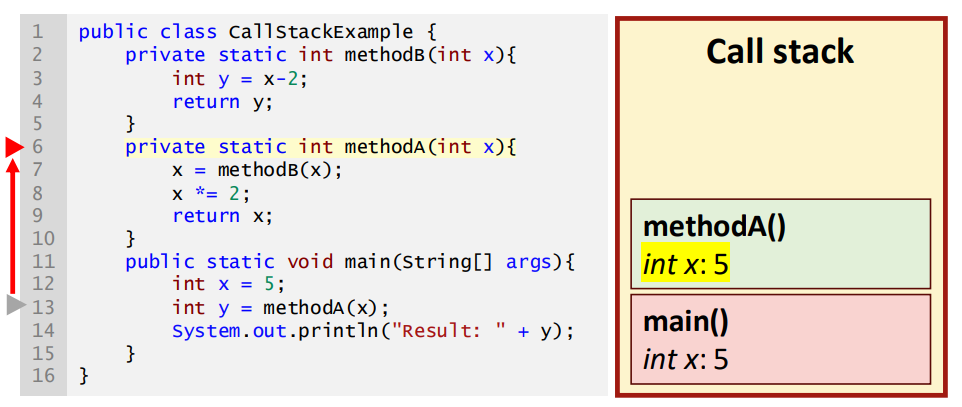 1 public class CallStackExample {
2 private static int methodB(int x){
3 int y = x-2;
4 return y;
5 }
6 private static int methodA(int x){
7 x = methodB(x);
8 x *= 2;
9 return x;
10 }
11 public static void main(String[] args){
12 int x = 5;
13 int y = methodA(x);
14 System.out.println("Result: " + y);
15 }
16 }
Call stack
methodA()
int x: 5
main()
int x: 5